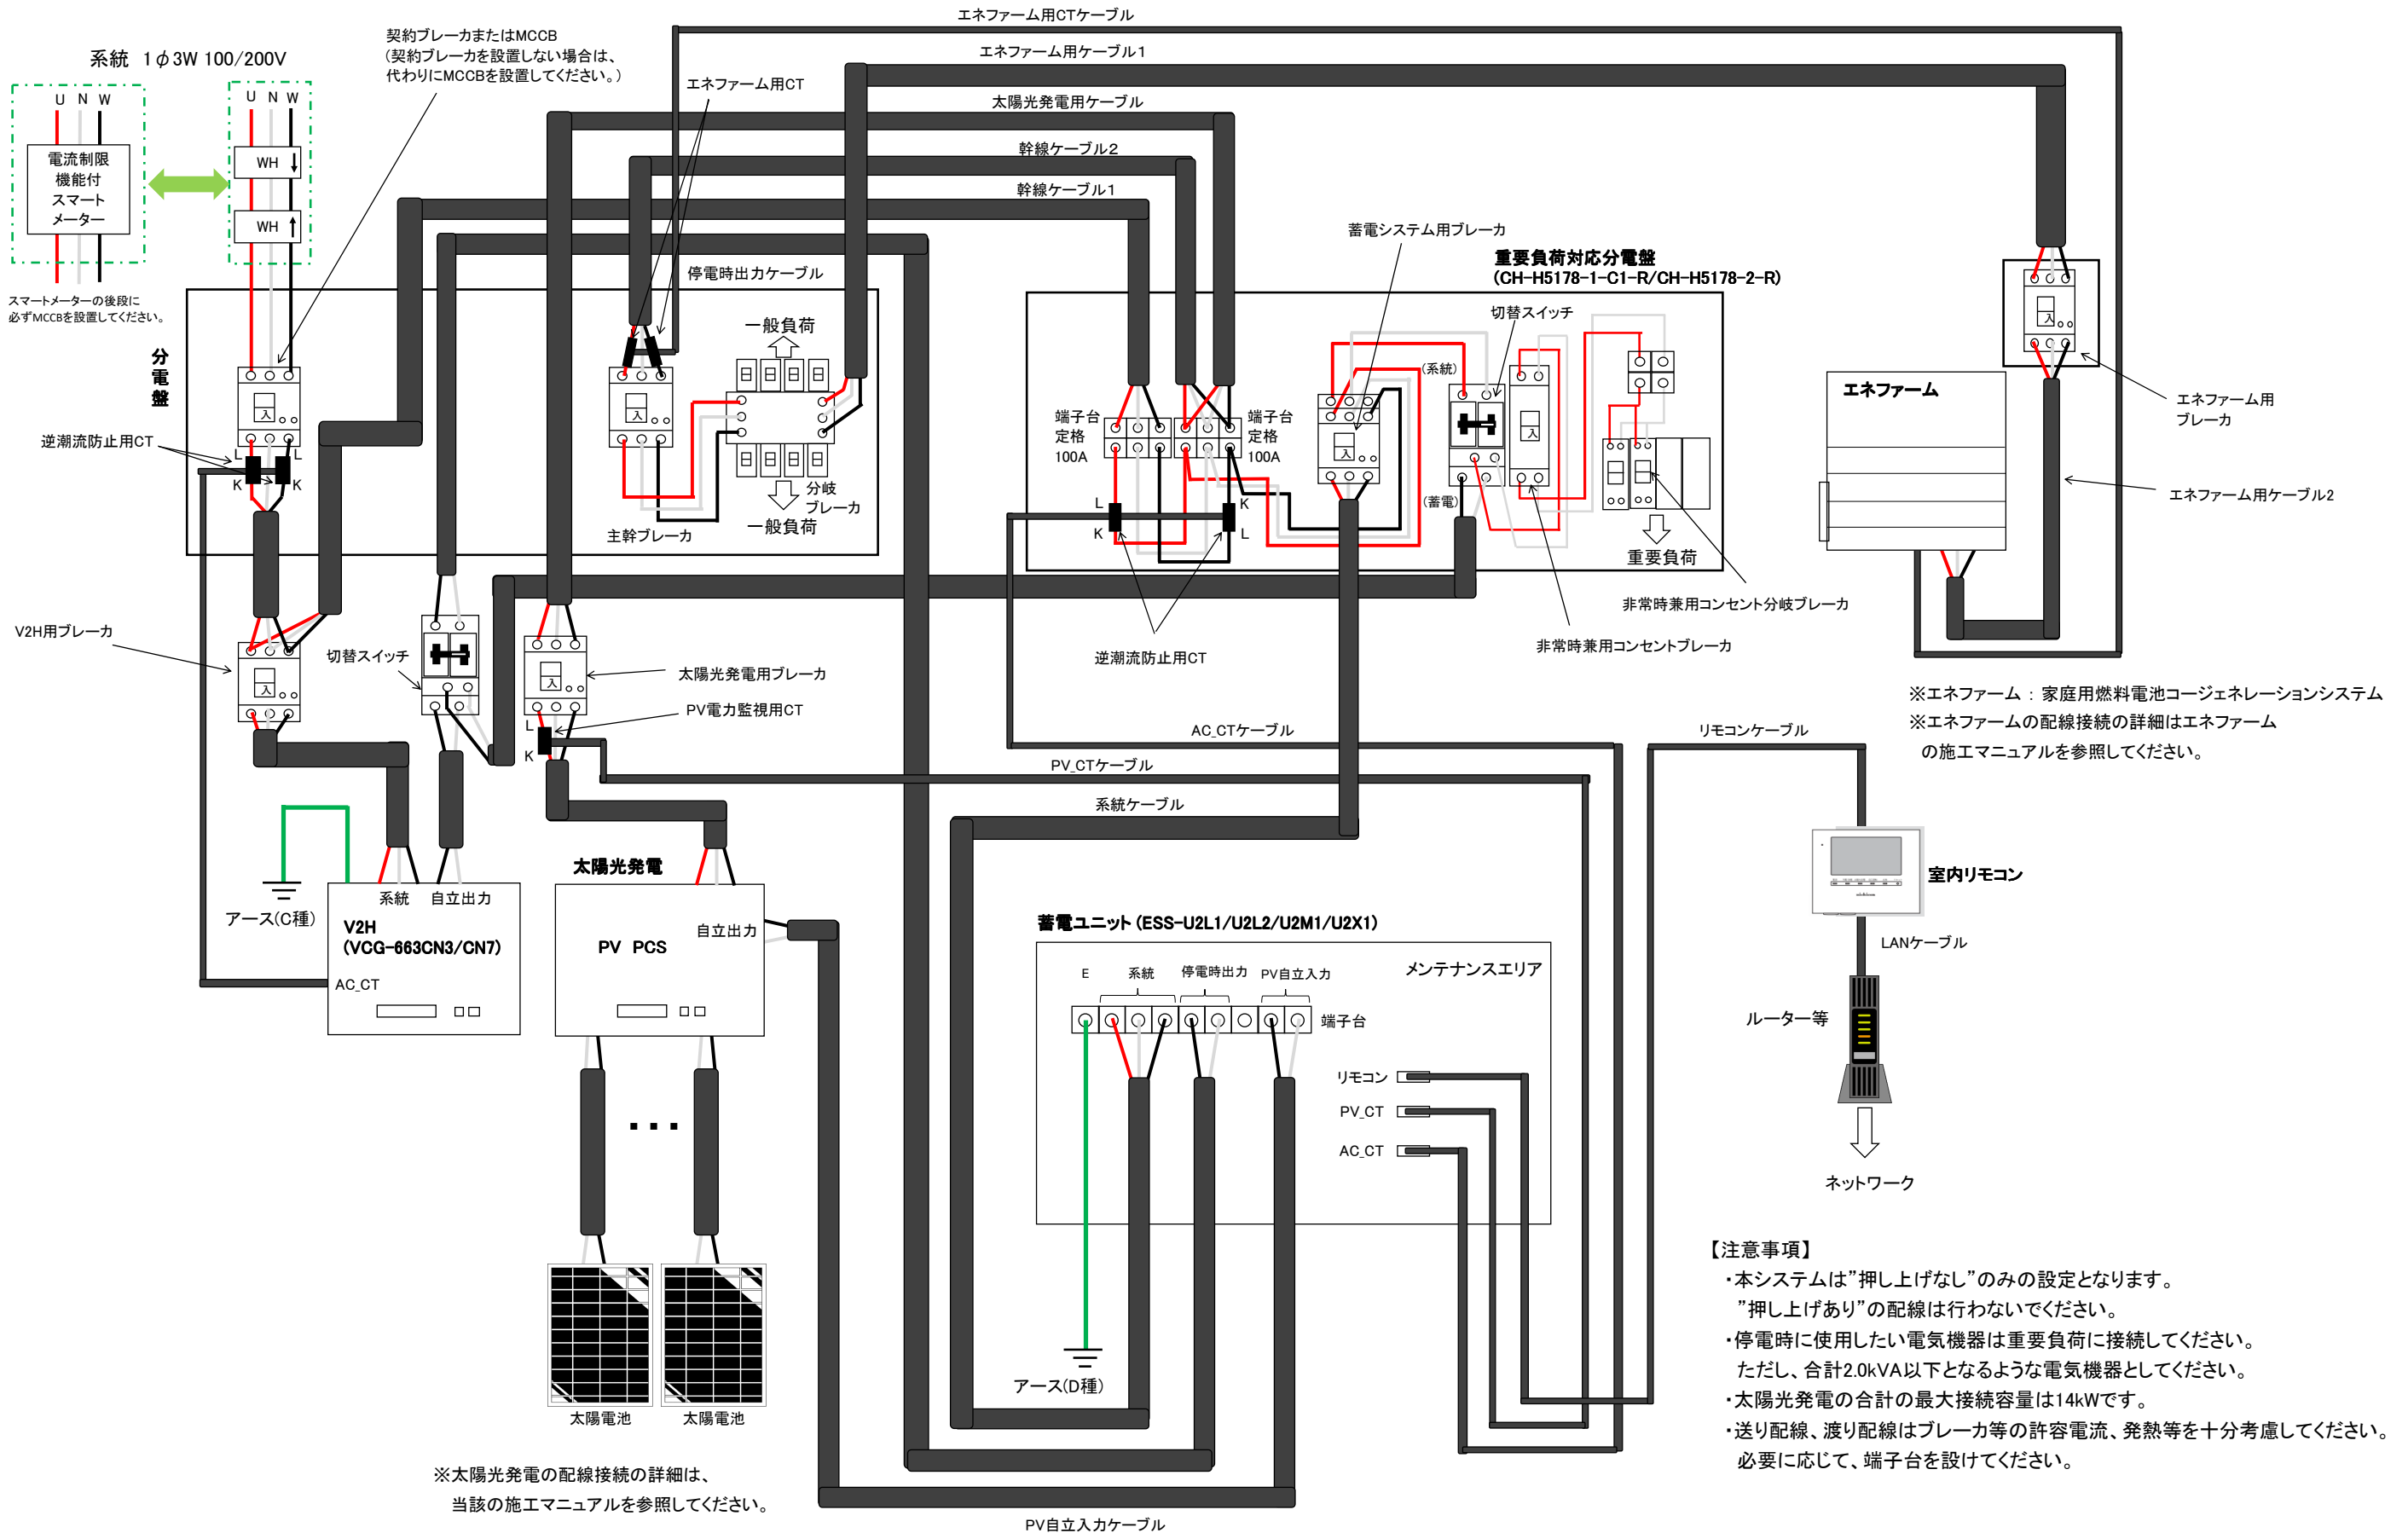 エネファーム用CTケーブル
契約ブレーカまたはMCCB
(契約ブレーカを設置しない場合は、
代わりにMCCBを設置してください。)
エネファーム用ケーブル1
系統 1φ3W 100/200V
エネファーム用CT
太陽光発電用ケーブル
U N W
U N W
電流制限
機能付
スマート
メーター
WH
WH
幹線ケーブル2
幹線ケーブル1
スマートメーターの後段に
必ずMCCBを設置してください。
停電時出力ケーブル
蓄電システム用ブレーカ
重要負荷対応分電盤
(CH-H5178-1-C1-R/CH-H5178-2-R)
切替スイッチ
分電盤
一般負荷
入
入
(系統)
入
入
入
端子台
定格
100A
端子台
定格
100A
エネファーム
エネファーム用
ブレーカ
逆潮流防止用CT
L
L
K
K
分岐
ブレーカ
一般負荷
主幹ブレーカ
L
K
K
L
(蓄電)
重要負荷
エネファーム用ケーブル2
非常時兼用コンセント分岐ブレーカ
非常時兼用コンセントブレーカ
逆潮流防止用CT
V2H用ブレーカ
入
切替スイッチ
入
太陽光発電用ブレーカ
PV電力監視用CT
L
K
※エネファーム : 家庭用燃料電池コージェネレーションシステム
※エネファームの配線接続の詳細はエネファーム
の施工マニュアルを参照してください。
AC_CTケーブル
リモコンケーブル
PV_CTケーブル
系統ケーブル
太陽光発電
室内リモコン
アース(C種)
系統
自立出力
V2H
(VCG-663CN3/CN7)
AC_CT
自立出力
PV PCS
蓄電ユニット(ESS-U2L1/U2L2/U2M1/U2X1)
LANケーブル
E
系統
停電時出力
PV自立入力
メンテナンスエリア
端子台
ルーター等
リモコン
PV_CT
AC_CT
・・・
ネットワーク
アース(D種)
太陽電池
太陽電池
【注意事項】
・本システムは”押し上げなし”のみの設定となります。
”押し上げあり”の配線は行わないでください。
・停電時に使用したい電気機器は重要負荷に接続してください。
ただし、合計2.0kVA以下となるような電気機器としてください。
・太陽光発電の合計の最大接続容量は14kWです。
・送り配線、渡り配線はブレーカ等の許容電流、発熱等を十分考慮してください。
必要に応じて、端子台を設けてください。
※太陽光発電の配線接続の詳細は、
当該の施工マニュアルを参照してください。
PV自立入力ケーブル